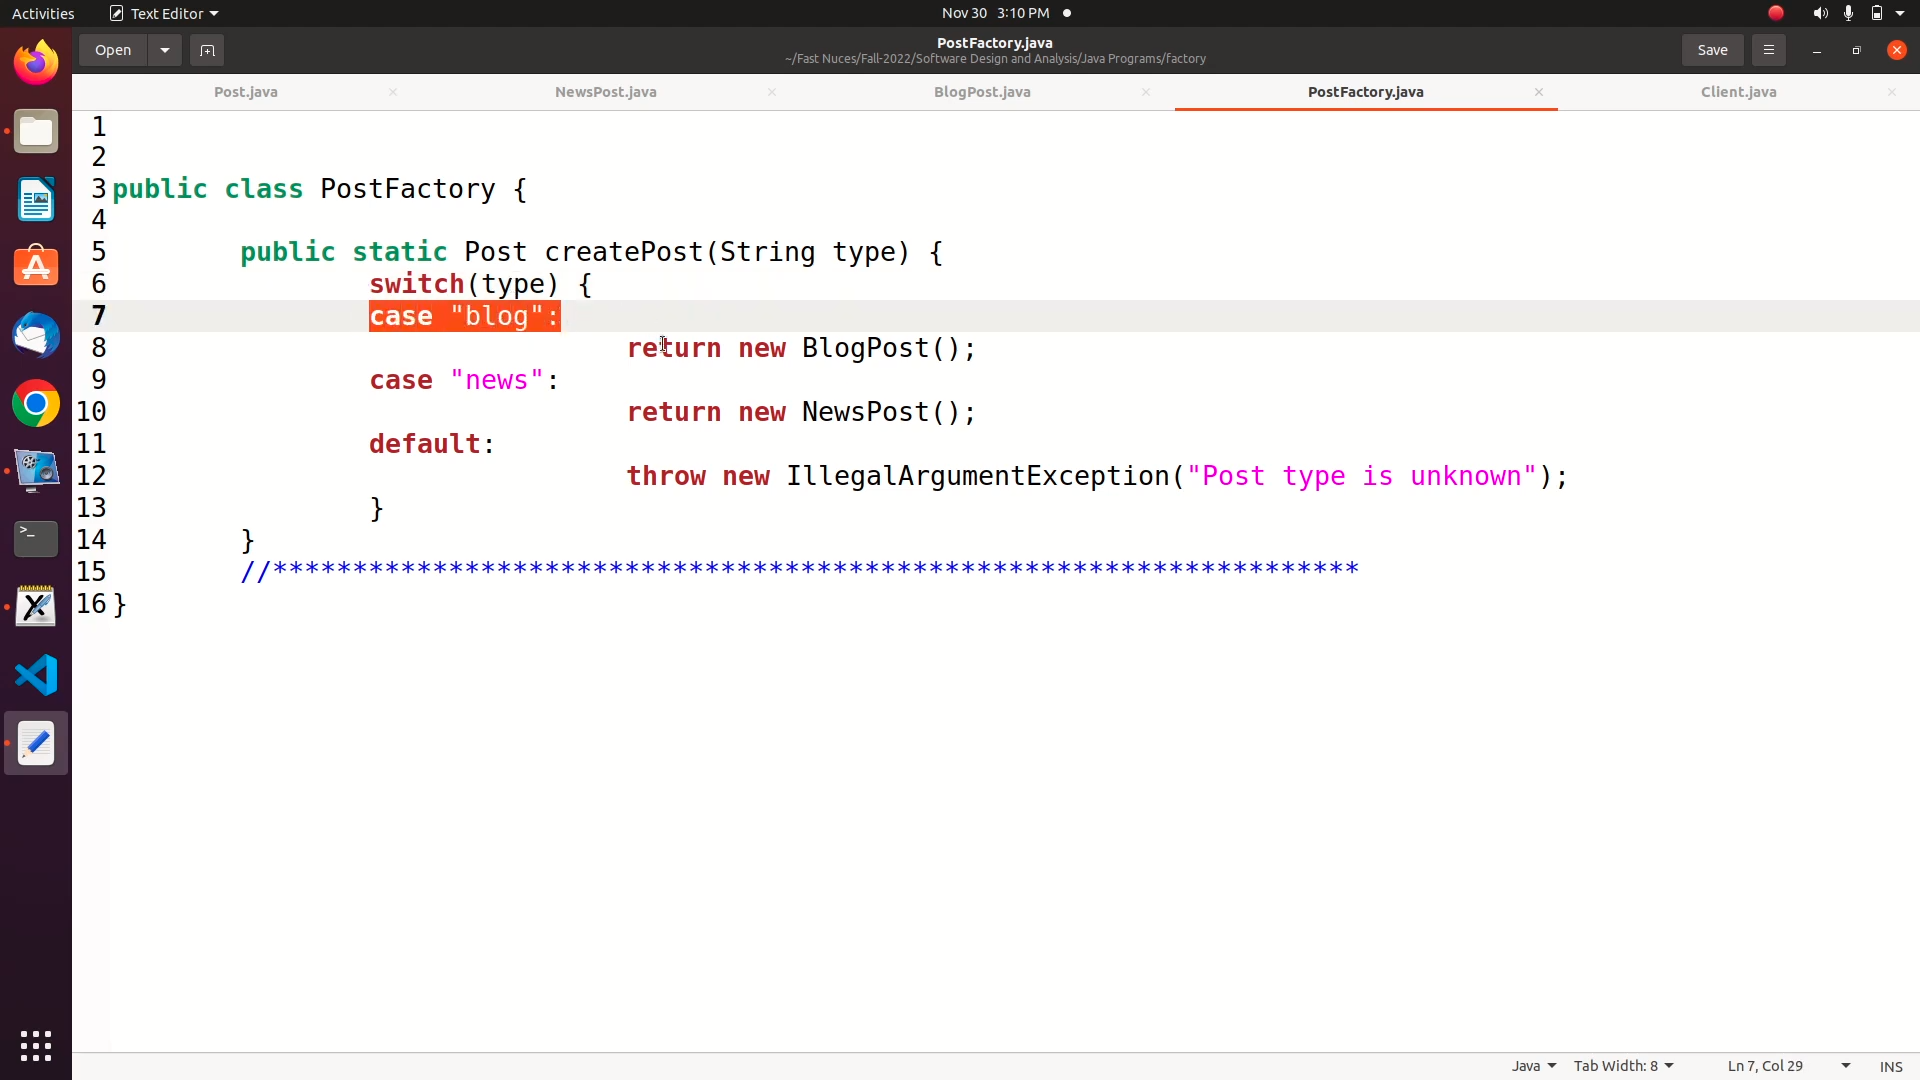 Activities Text Editor Nov 30 3:10 PM
Open PostFactory.java Save
~/Fast Nuces/Fall-2022/Software Design and Analysis/Java Programs/factory
Post.java NewsPost.java BlogPost.java PostFactory.java Client.java
1
2
3 public class PostFactory {
4
5 public static Post createPost(String type) {
6 switch(type) {
7 case "blog":
8 return new BlogPost();
9 case "news":
10 return new NewsPost();
11 default:
12 throw new IllegalArgumentException("Post type is unknown");
13 }
14 }
15 //********************************************************************
16 }
Java Tab Width: 8 Ln 7, Col 29 INS